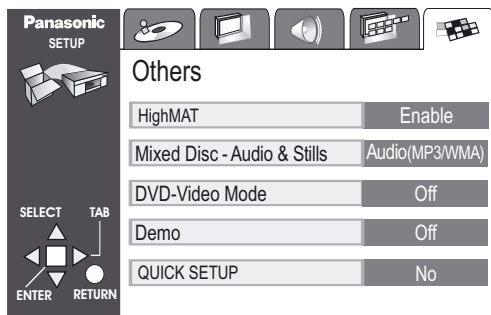 Panasonic
SETUP
Others
HighMAT Enable
Mixed Disc - Audio & Stills Audio(MP3/WMA)
DVD-Video Mode Off
Demo Off
QUICK SETUP No
SELECT TAB
ENTER RETURN